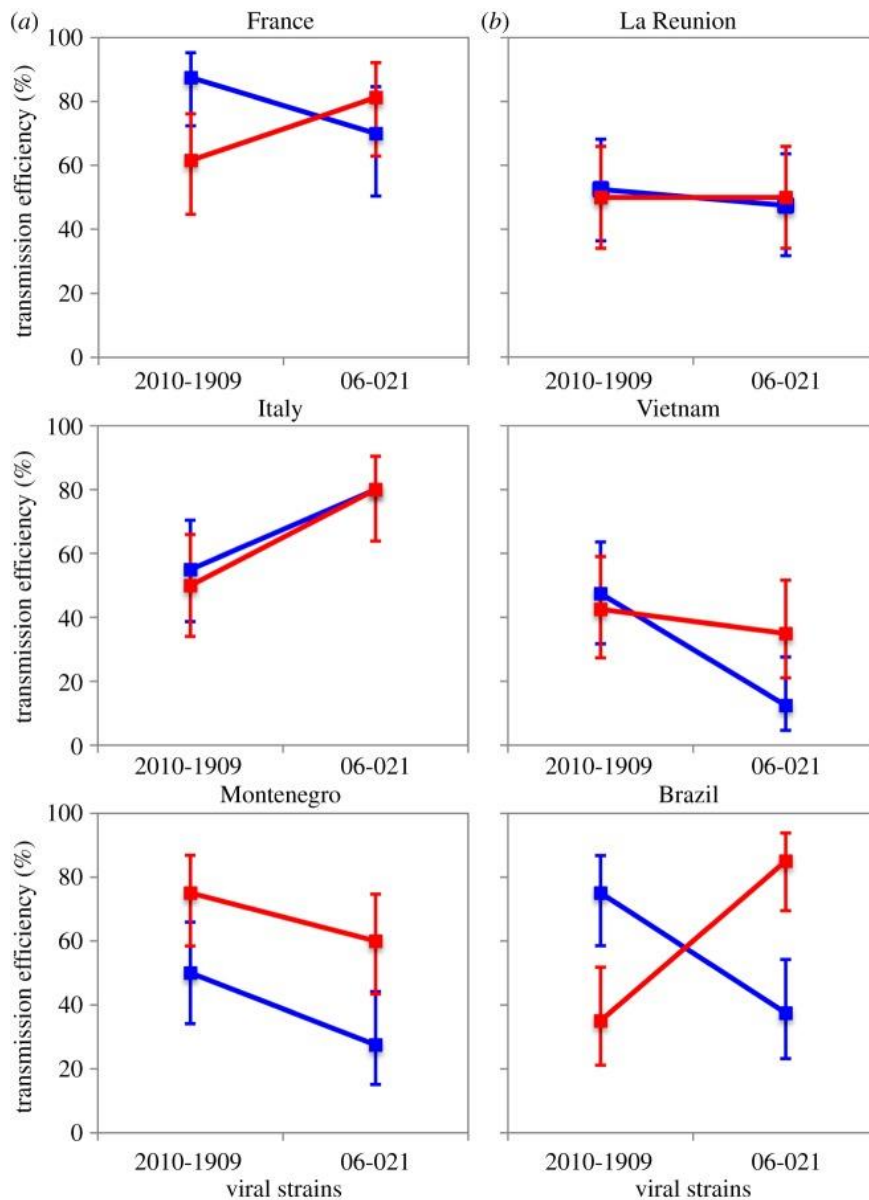 (a) France
transmission efficiency (%)
100
80
60
40
20
0
2010-1909 06-021
(b) La Reunion
2010-1909 06-021
Italy
transmission efficiency (%)
100
80
60
40
20
0
2010-1909 06-021
Vietnam
2010-1909 06-021
Montenegro
transmission efficiency (%)
100
80
60
40
20
0
2010-1909 06-021
viral strains
Brazil
2010-1909 06-021
viral strains